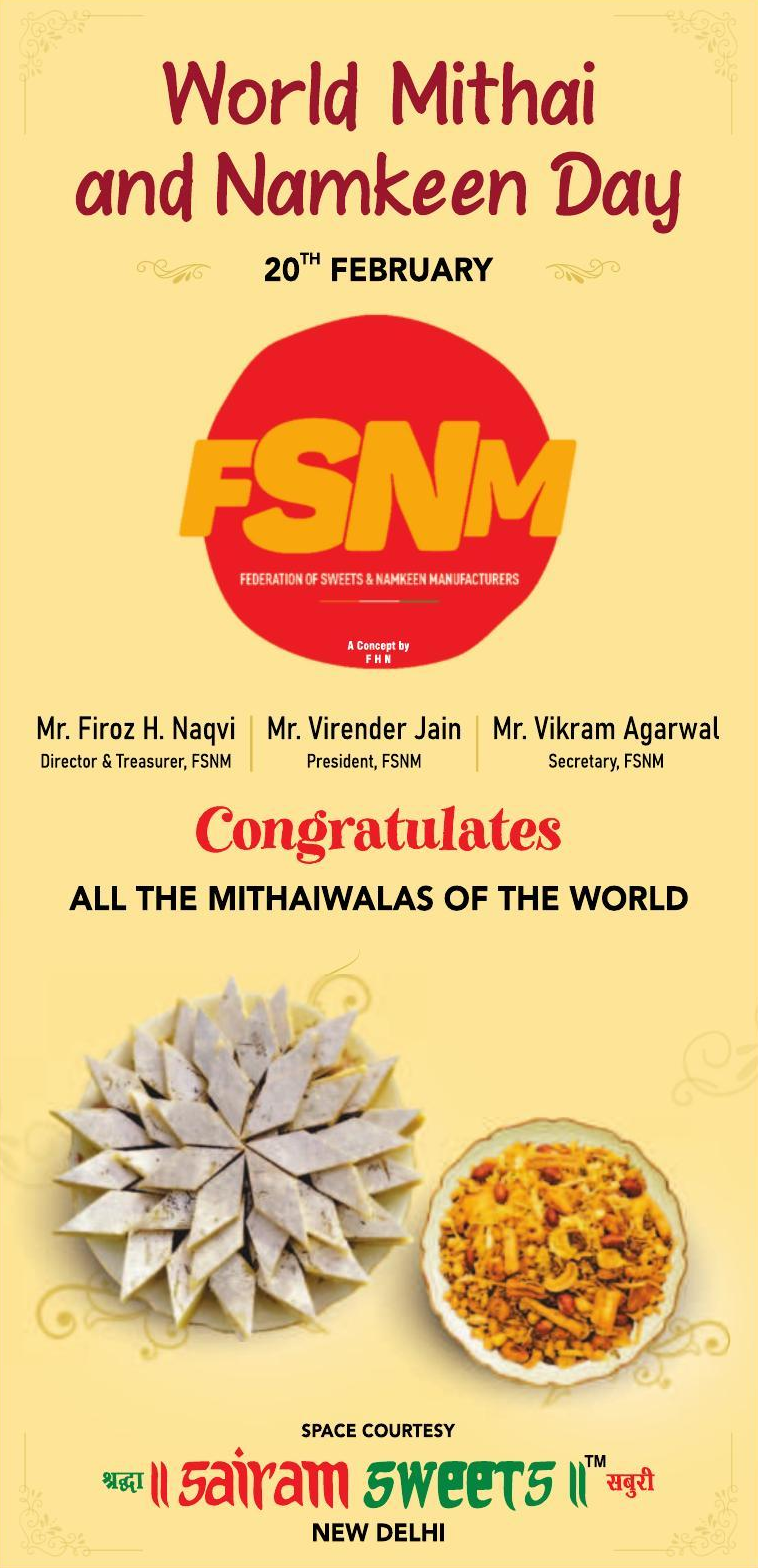 World Mithai
and Namkeen Day
20TH FEBRUARY
FSNM
FEDERATION OF SWEETS & NAMKEEN MANUFACTURERS
A Concept by
F H N
Mr. Firoz H. Naqvi
Director & Treasurer, FSNM
Mr. Virender Jain
President, FSNM
Mr. Vikram Agarwal
Secretary, FSNM
Congratulates
ALL THE MITHAIWALAS OF THE WORLD
SPACE COURTESY
श्रद्धा || sairam sweets ||™ सबुरी
NEW DELHI